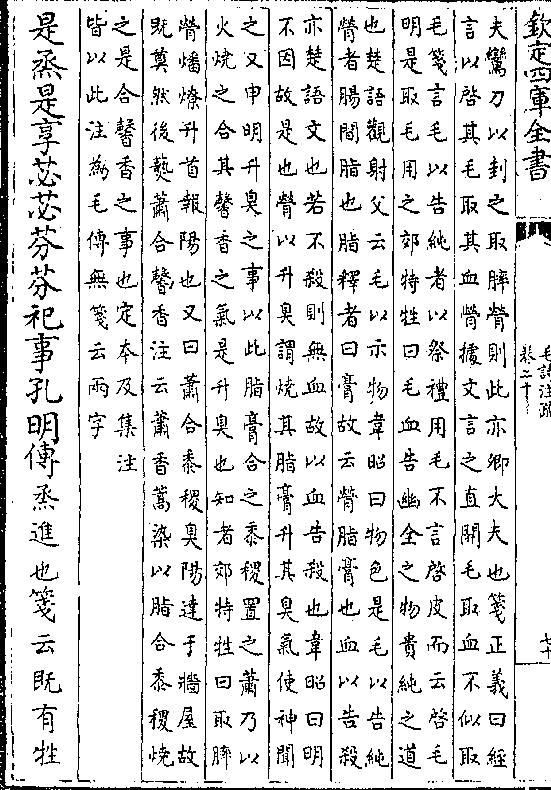 欽定四庫全書
毛詩注疏
卷二十
夫鸞刀以刲之取膟膋則此亦卿大夫也箋正義曰經
言以啓其毛取其血膋據文言之直開毛取血不似取
毛箋言毛以告純者以祭禮用毛不言啓皮而云啓毛
明是取毛用之郊特牲曰毛血告幽全之物貴純之道
也楚語觀射父云毛以示物韋昭曰物色是毛以告純
膋者腸間脂也脂釋者曰膏故云膋脂膏也血以告殺
亦楚語文也若不殺則無血故以血告殺也韋昭曰明
不因故是也膋以升臭謂燒其脂膏升其臭氣使神聞
之又申明升臭之事以此脂膏合之黍稷置之蕭乃以
火燒之合其馨香之氣是升臭也知者郊特牲曰取膟
膋燔燎升首報陽也又曰蕭合黍稷臭陽達于牆屋故
既奠然後爇蕭合馨香注云蕭香蒿染以脂合黍稷燒
之是合馨香之事也定本及集注
皆以此注為毛傳無箋云兩字
是烝是享苾苾芬芬祀事孔明傳烝進也箋云既有牲